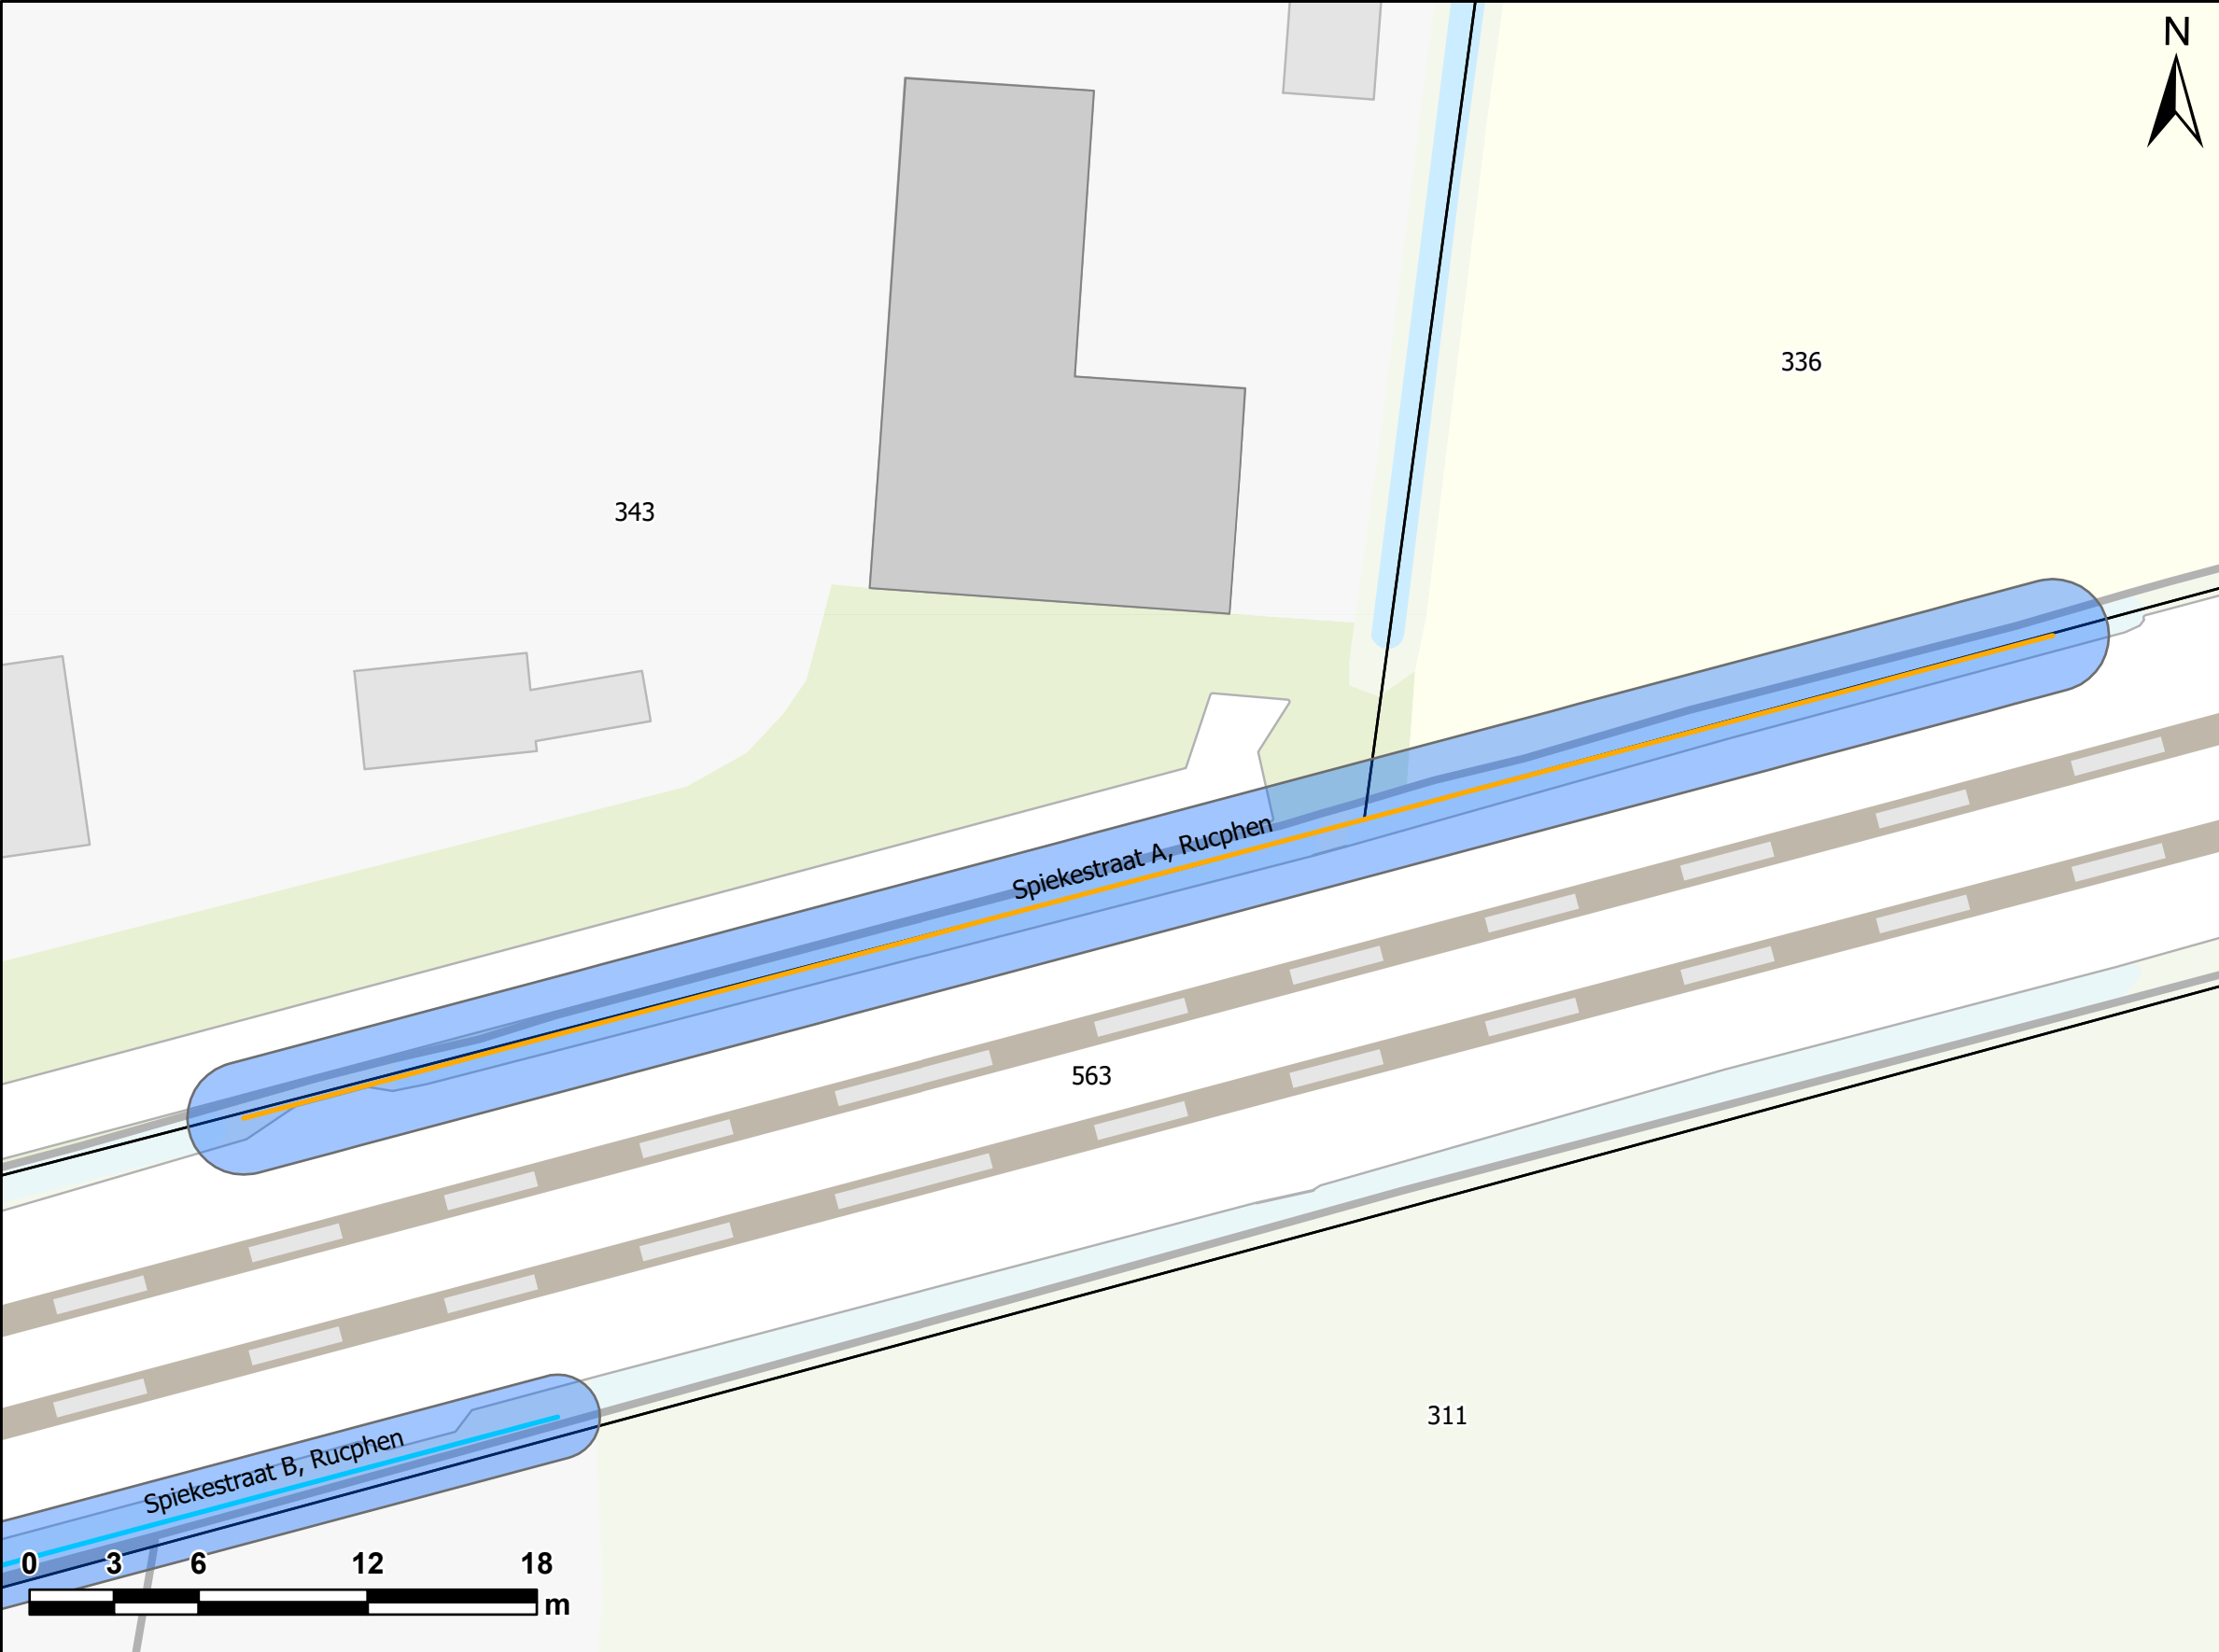 N
336
343
Spiekestraat A, Rucphen
563
311
Spiekestraat B, Rucphen
0 3 6 12 18
m